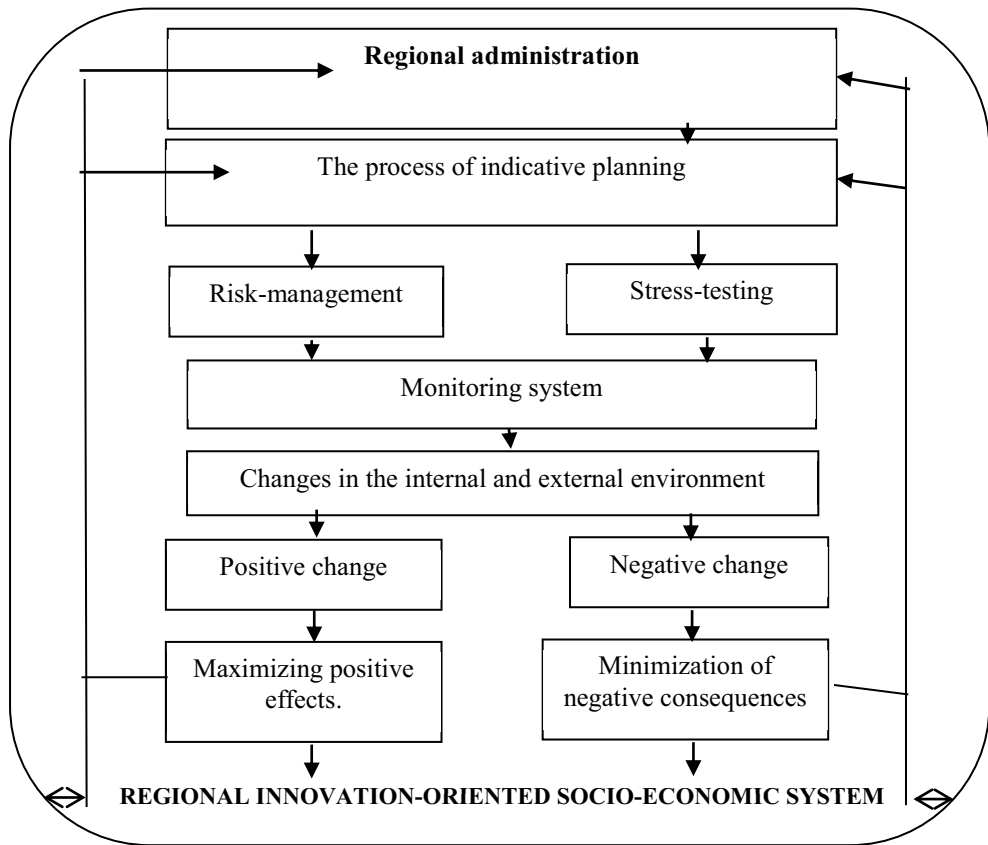 Regional administration
The process of indicative planning
Risk-management
Stress-testing
Monitoring system
Changes in the internal and external environment
Positive change
Negative change
Maximizing positive
effects.
Minimization of
negative consequences
REGIONAL INNOVATION-ORIENTED SOCIO-ECONOMIC SYSTEM